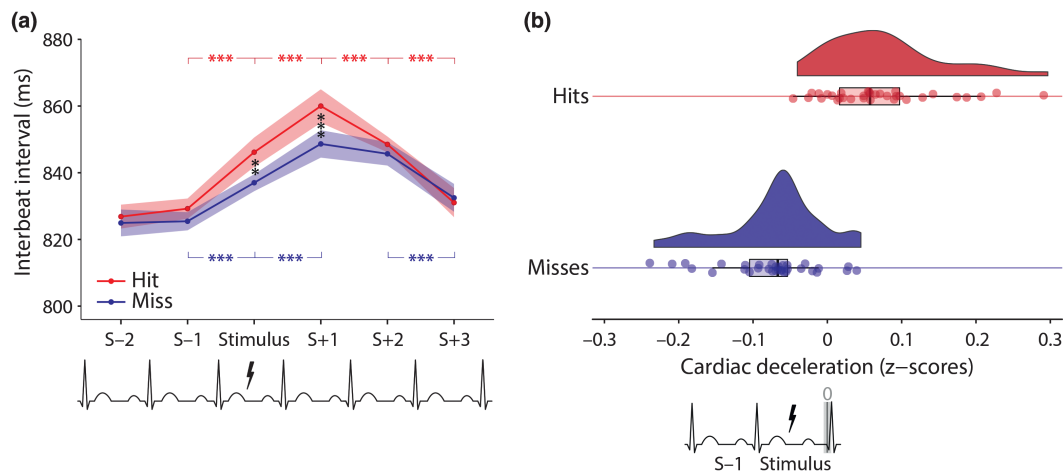 (a)
Interbeat interval (ms)
880
860
840
820
800
*** *** *** ***
**
***
*** *** ***
Hit
Miss
S−2 S−1 Stimulus S+1 S+2 S+3
(b)
Hits
Misses
−0.3 −0.2 −0.1 0 0.1 0.2 0.3
Cardiac deceleration (z−scores)
0
S−1 Stimulus